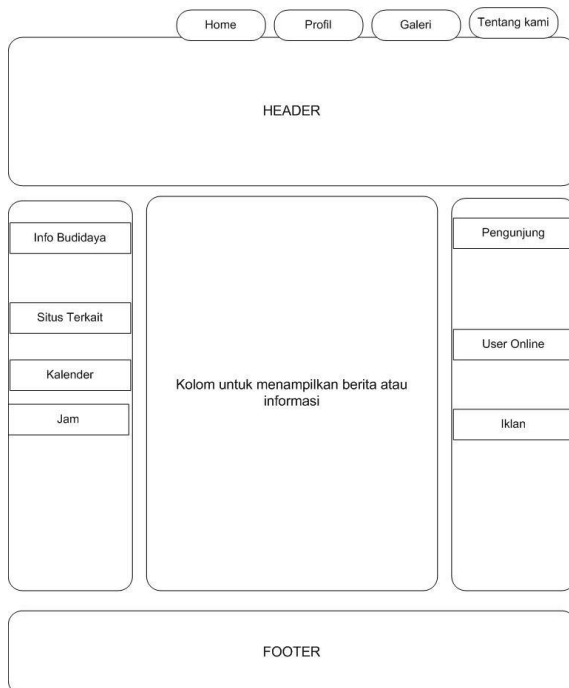 Home
Profil
Galeri
Tentang kami
HEADER
Info Budidaya
Situs Terkait
Kalender
Jam
Kolom untuk menampilkan berita atau
informasi
Pengunjung
User Online
Iklan
FOOTER